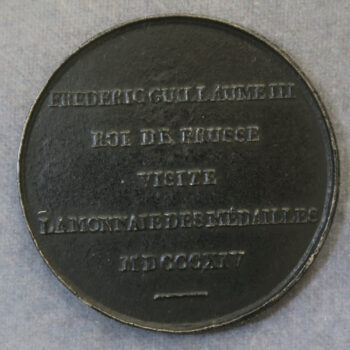 FREDERIC GUILLAUME III
ROI DE PRUSSE
VISITE
LA MONNAIE DES MÉDAILLES
MDCCCXIV